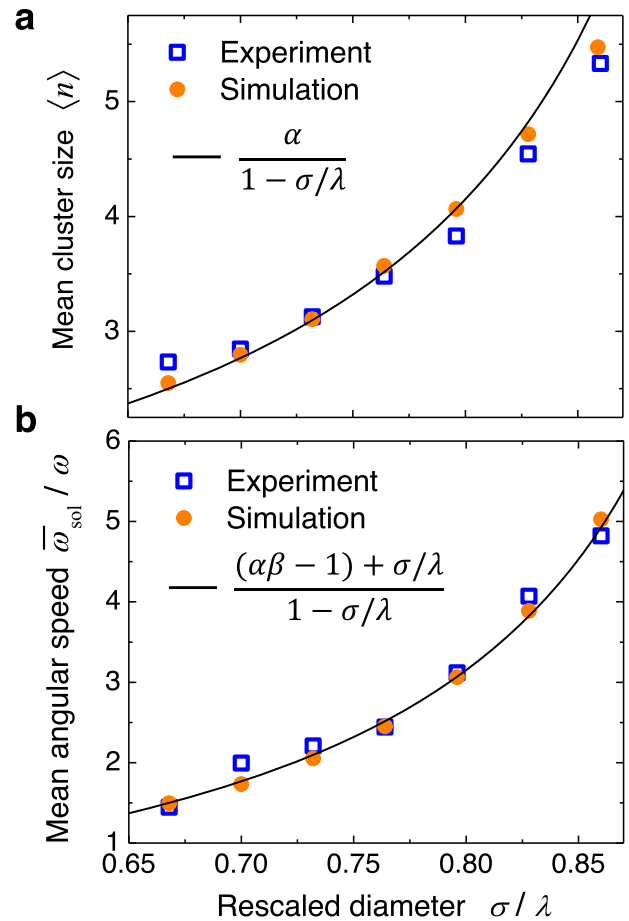 a
Mean cluster size ⟨n⟩
5
4
3
Experiment
Simulation
α
1 − σ/λ
b
Mean angular speed ω̅sol / ω
6
5
4
3
2
1
Experiment
Simulation
(αβ − 1) + σ/λ
1 − σ/λ
0.65 0.70 0.75 0.80 0.85
Rescaled diameter σ / λ